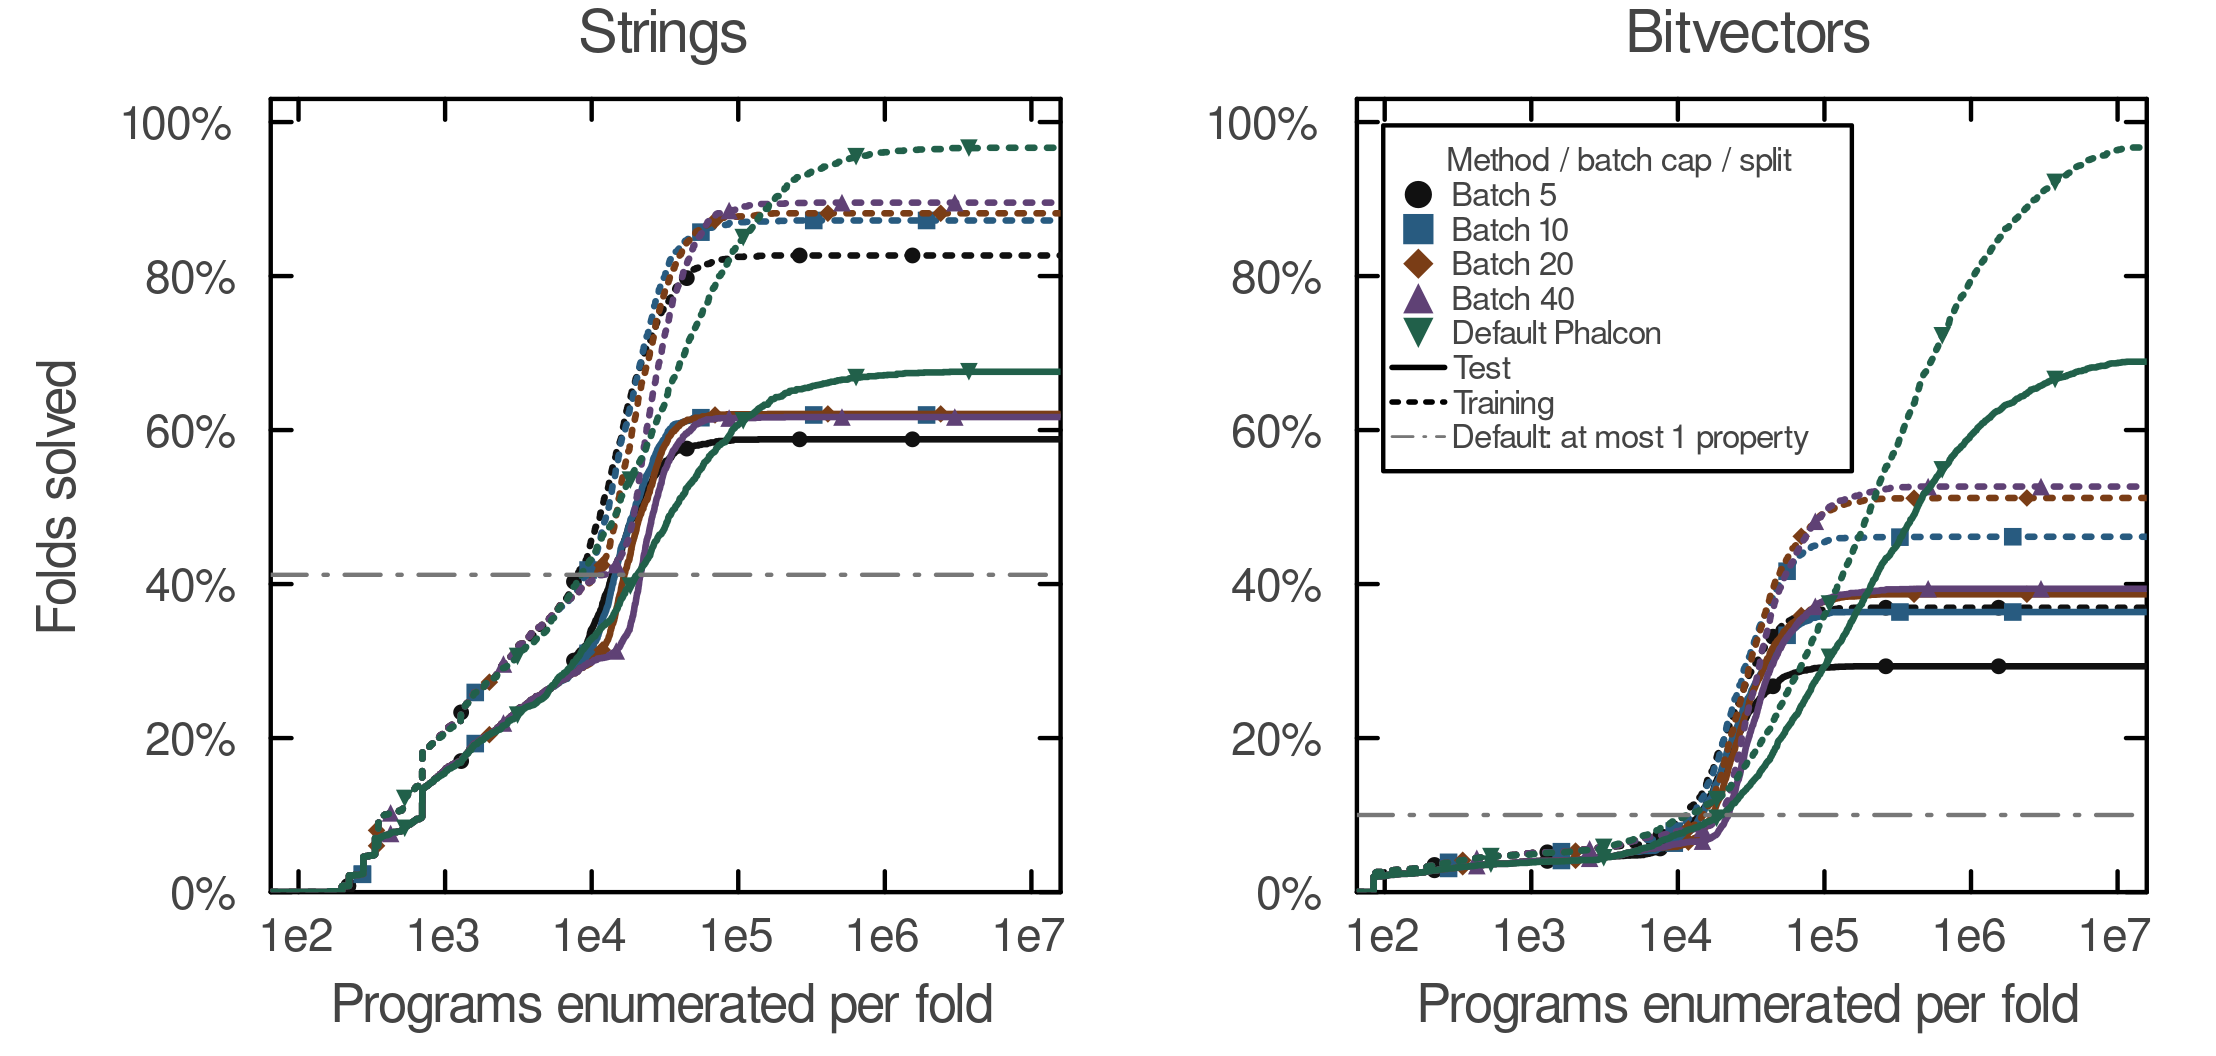 Strings
Bitvectors
Folds solved
100%
80%
60%
40%
20%
0%
1e2 1e3 1e4 1e5 1e6 1e7
Programs enumerated per fold
100%
80%
60%
40%
20%
0%
Method / batch cap / split
Batch 5
Batch 10
Batch 20
Batch 40
Default Phalcon
Test
Training
Default: at most 1 property
1e2 1e3 1e4 1e5 1e6 1e7
Programs enumerated per fold